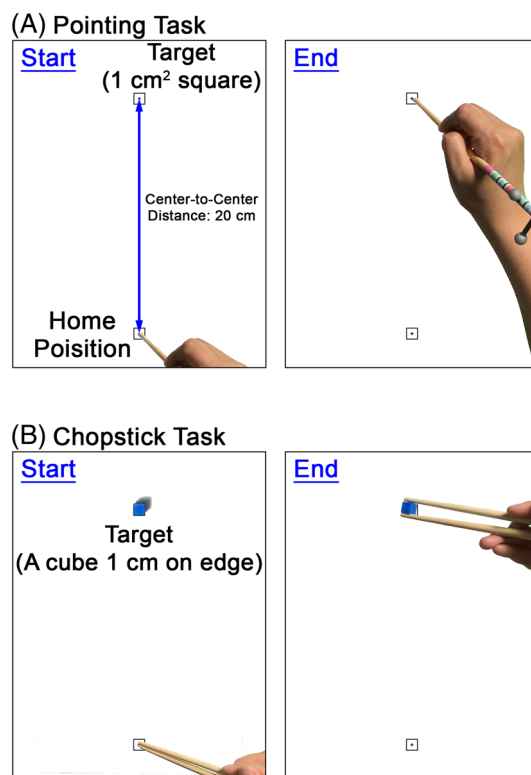 (A) Pointing Task
Start
Target
(1 cm² square)
End
Center-to-Center
Distance: 20 cm
Home
Poisition
(B) Chopstick Task
Start
End
Target
(A cube 1 cm on edge)